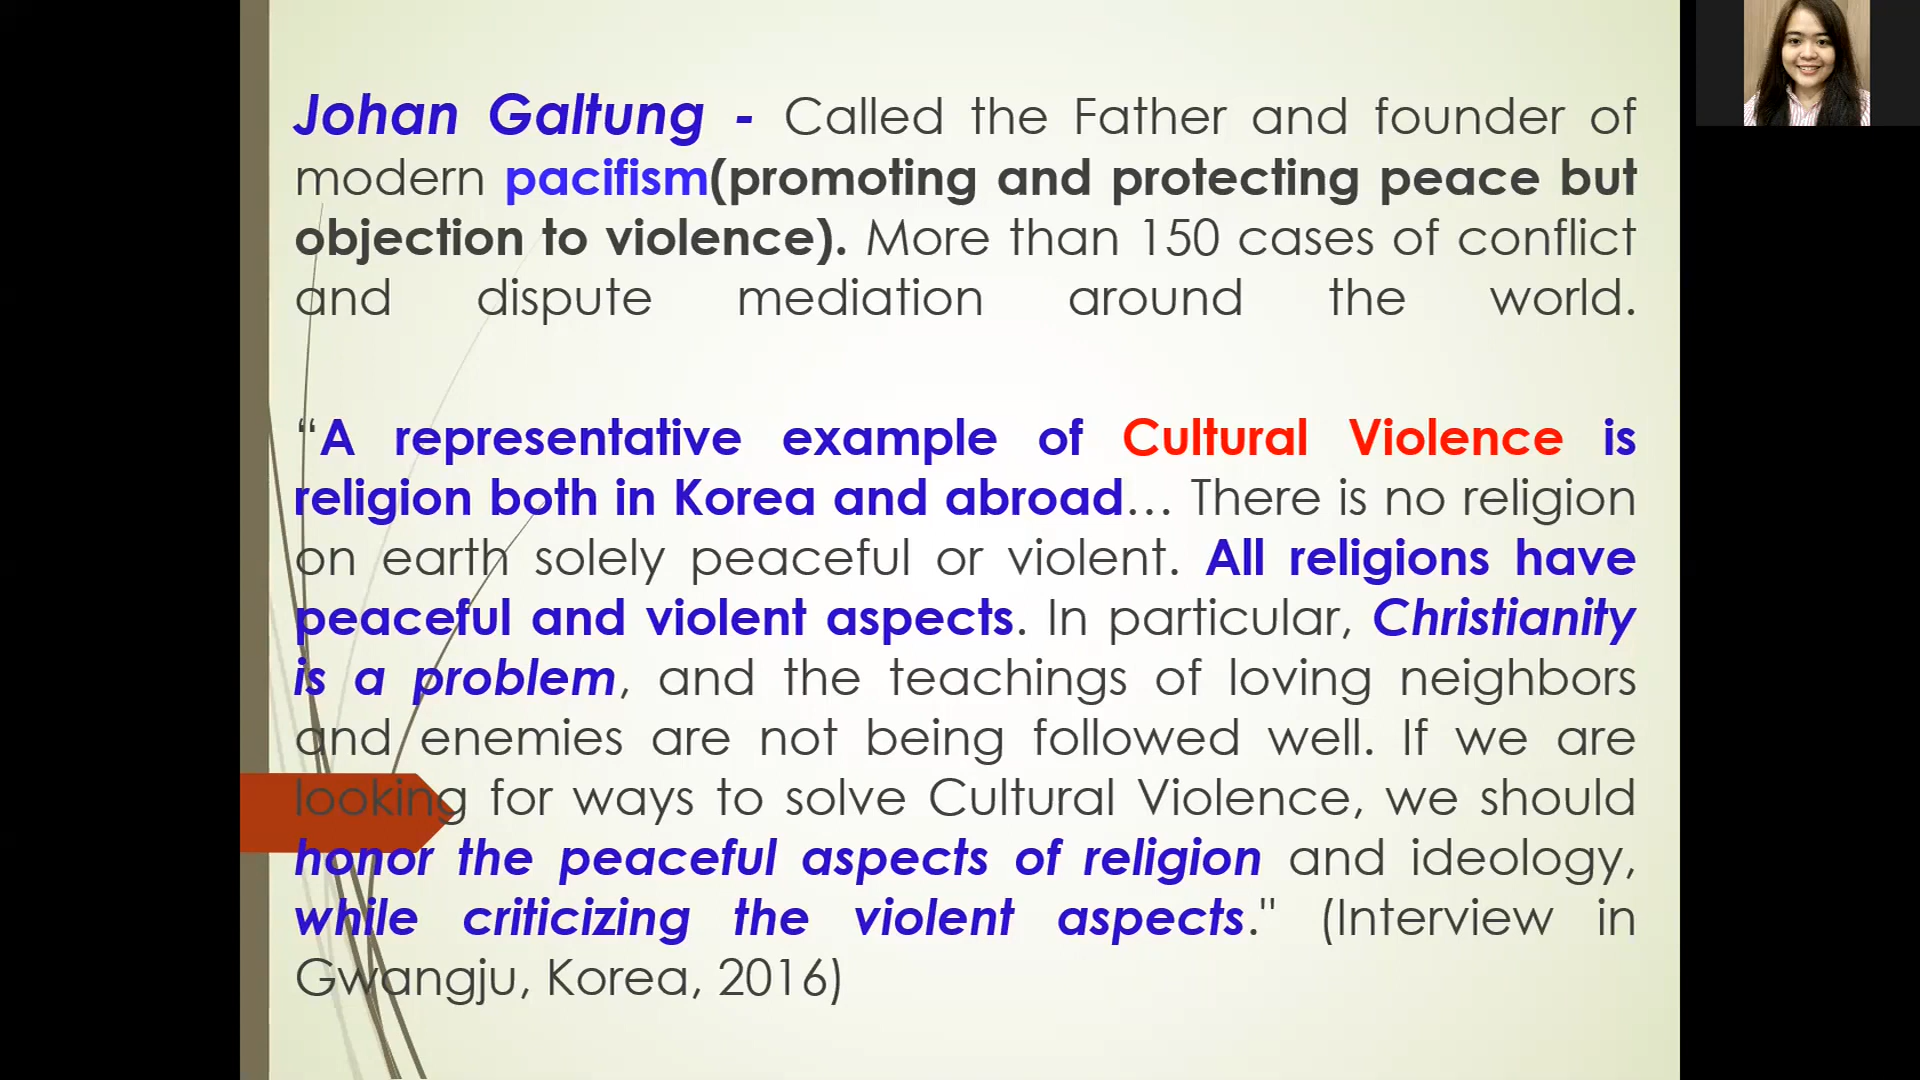 Johan Galtung - Called the Father and founder of
modern pacifism(promoting and protecting peace but
objection to violence). More than 150 cases of conflict
and dispute mediation around the world.
“A representative example of Cultural Violence is
religion both in Korea and abroad… There is no religion
on earth solely peaceful or violent. All religions have
peaceful and violent aspects. In particular, Christianity
is a problem, and the teachings of loving neighbors
and enemies are not being followed well. If we are
looking for ways to solve Cultural Violence, we should
honor the peaceful aspects of religion and ideology,
while criticizing the violent aspects." (Interview in
Gwangju, Korea, 2016)